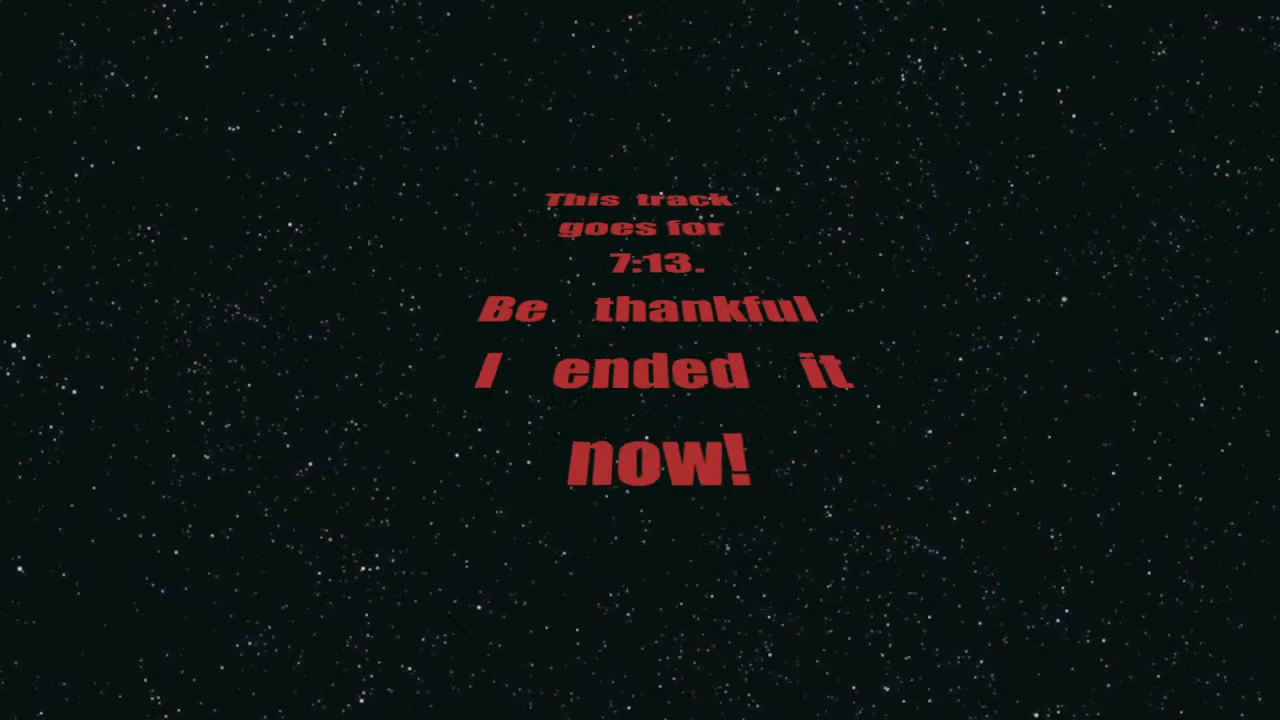 This track
goes for
7:13.
Be thankful
I ended it
now!